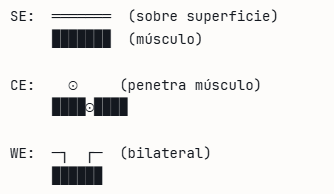 SE:  ═══════  (sobre superficie)
     ███████  (músculo)
CE:    ⊙     (penetra músculo)
     ████⊙████
WE:  ─┐  ┌─  (bilateral)
     ██████